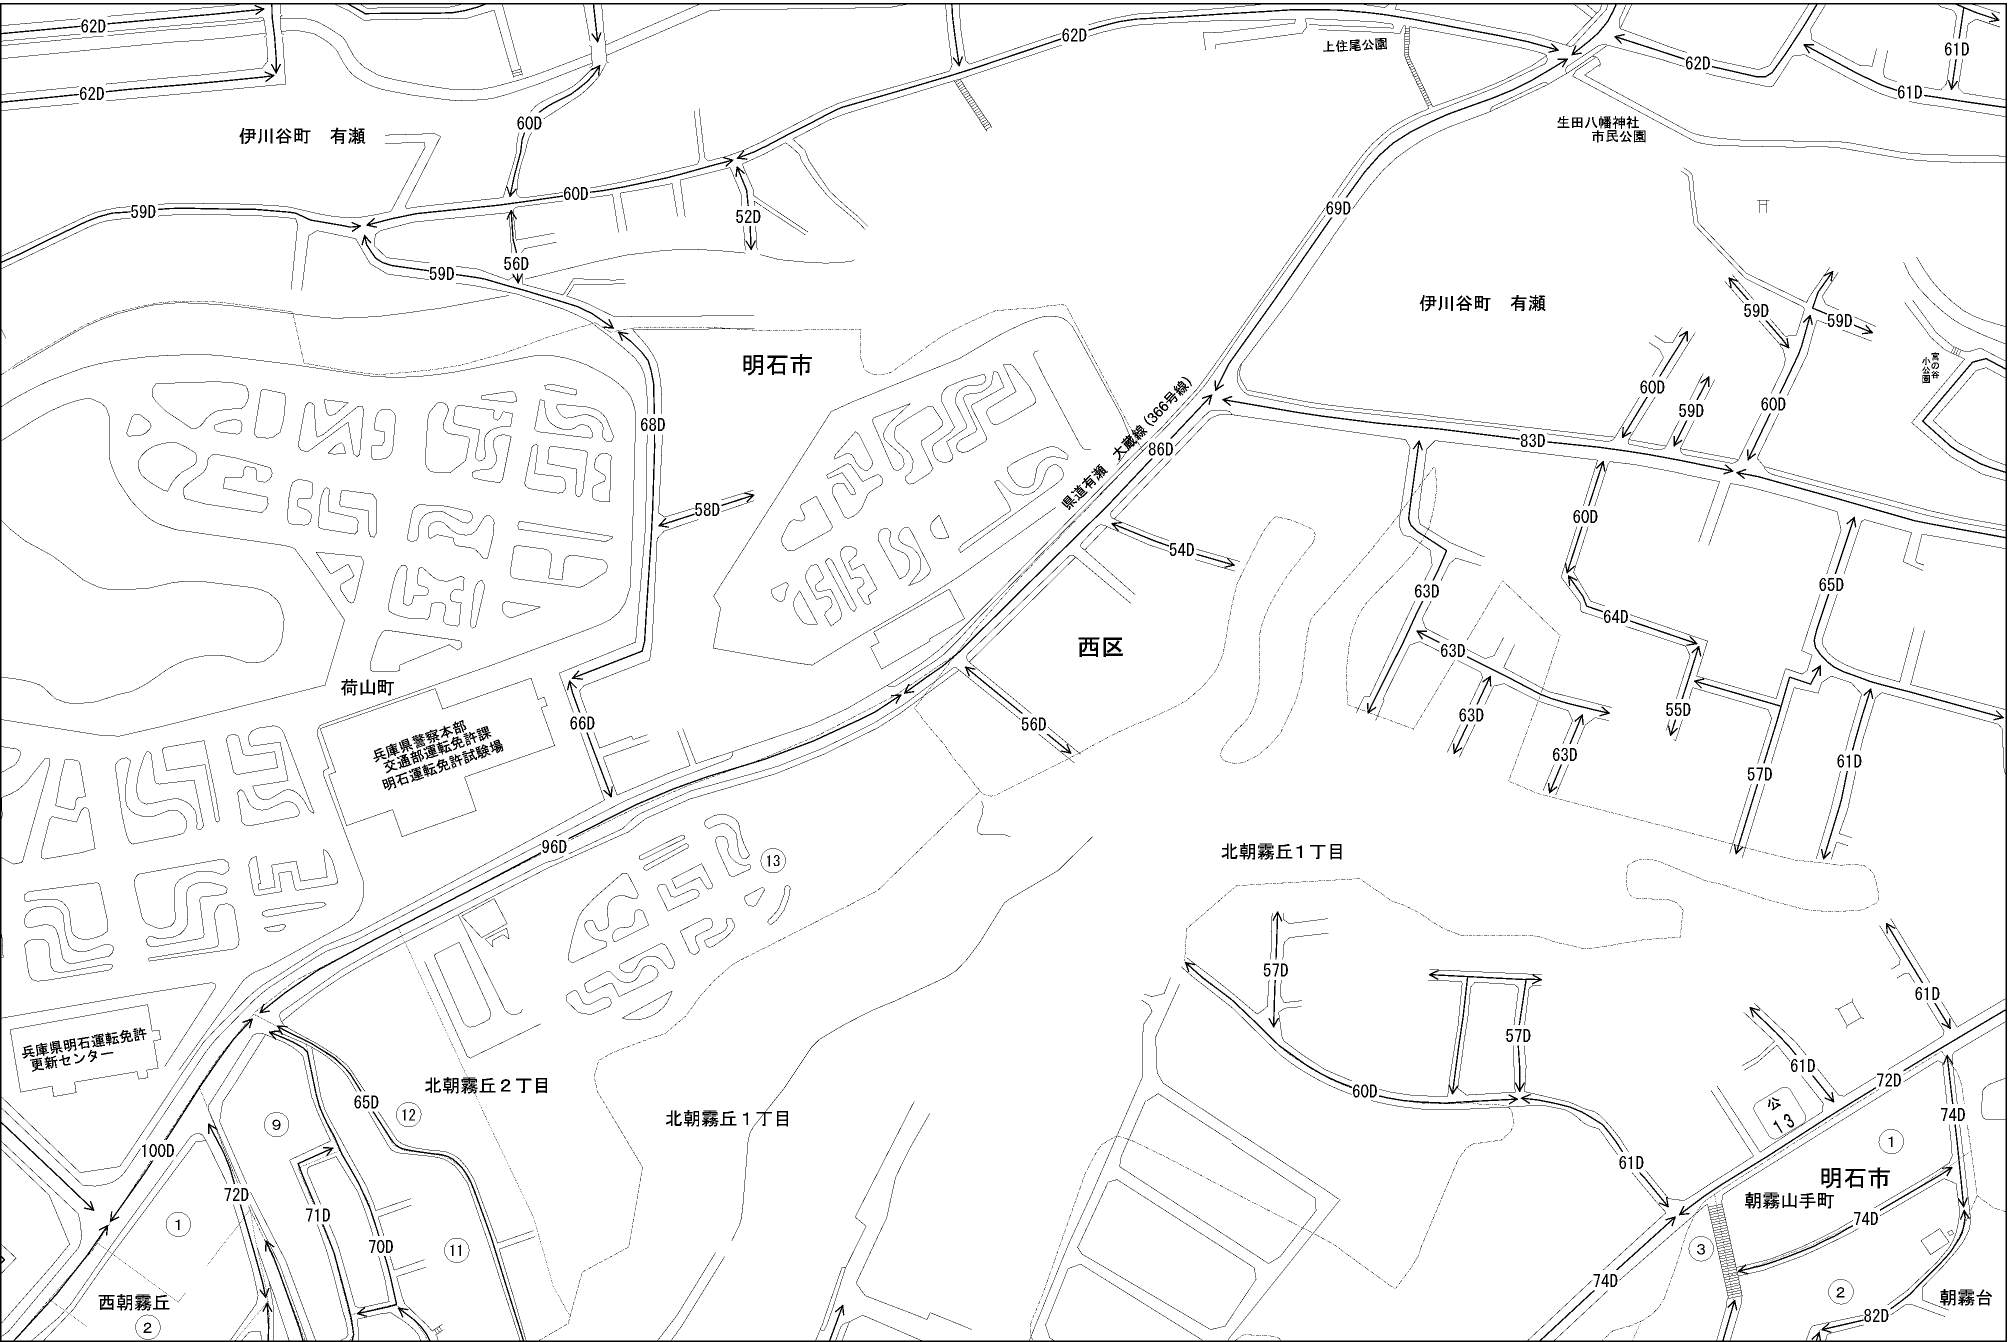 62D
62D
62D
上住尾公園
62D
61D
62D
61D
伊川谷町　有瀬
60D
生田八幡神社
市民公園
60D
59D
52D
69D
59D
56D
伊川谷町　有瀬
59D
59D
明石市
宮の谷
小公園
68D
60D
59D
60D
県道有瀬　大蔵線（366号線）
86D
83D
58D
54D
60D
63D
65D
64D
西区
63D
荷山町
66D
56D
63D
55D
兵庫県警察本部
交通部運転免許課
明石運転免許試験場
63D
57D
61D
96D
13
北朝霧丘１丁目
57D
61D
兵庫県明石運転免許
更新センター
57D
61D
北朝霧丘２丁目
65D
12
60D
72D
公
13
9
北朝霧丘１丁目
74D
100D
1
61D
72D
明石市
朝霧山手町
71D
1
74D
70D
11
3
74D
2
西朝霧丘
2
朝霧台
82D